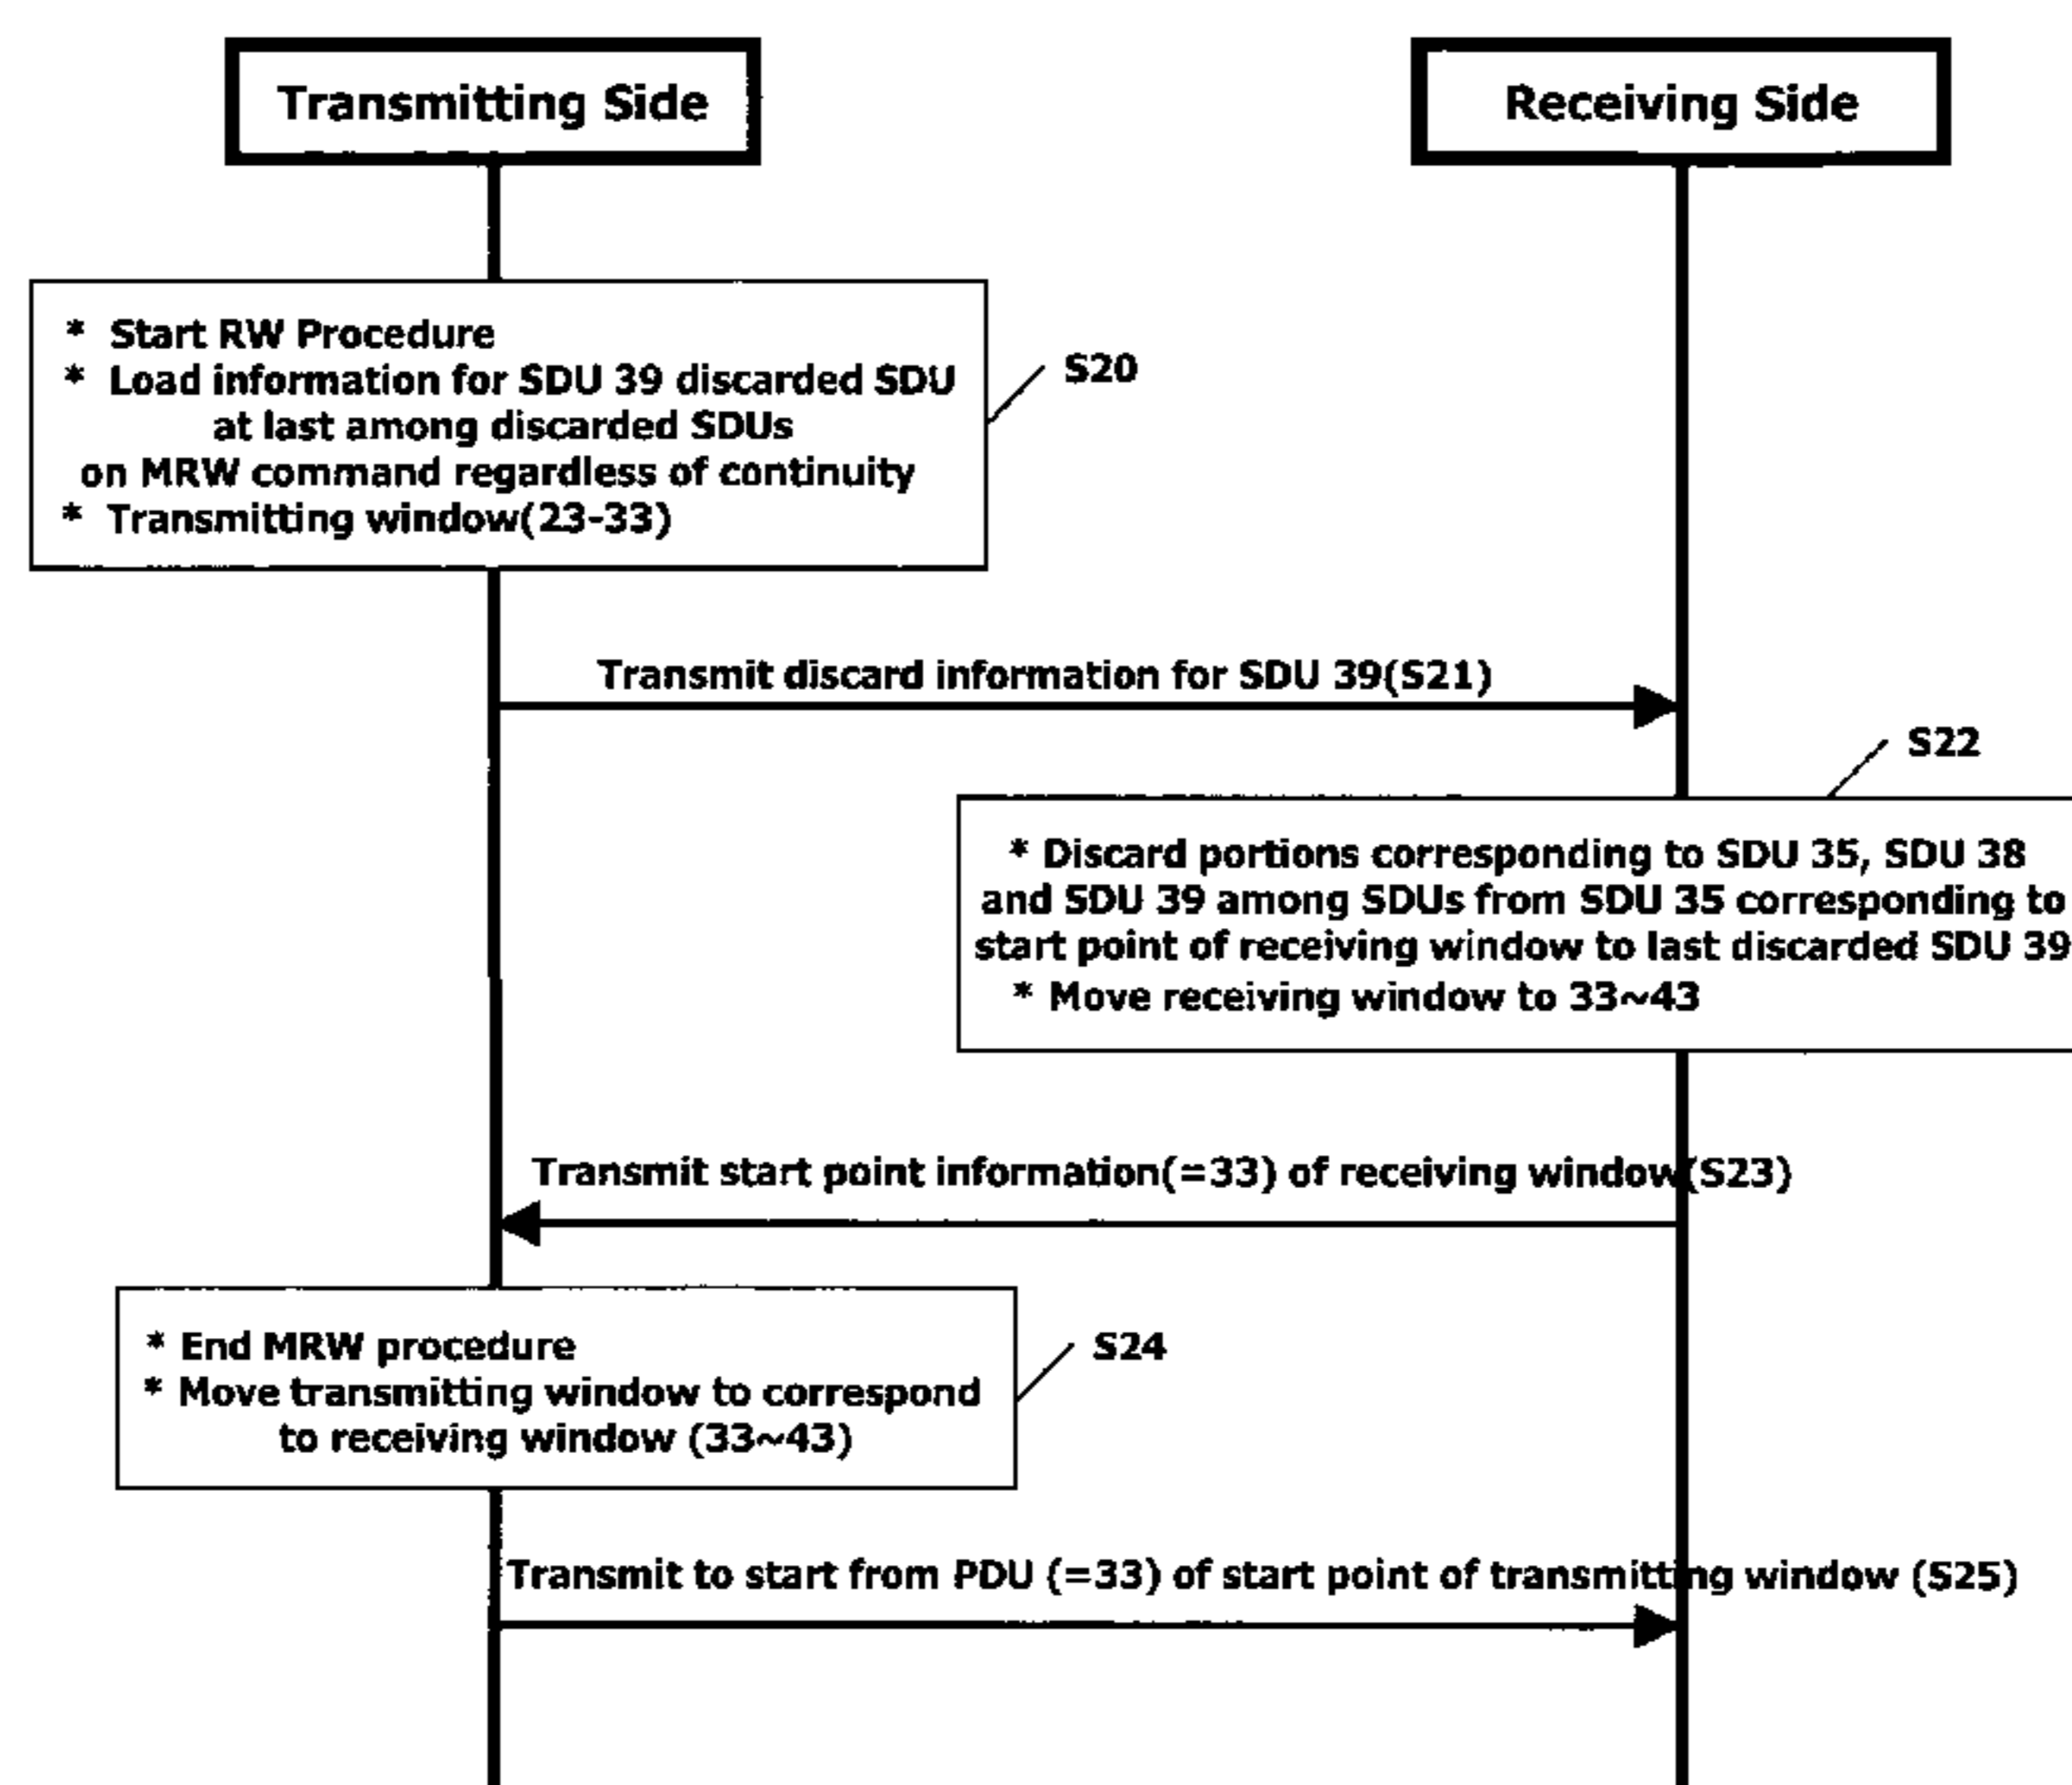 Transmitting Side
Receiving Side
* Start RW Procedure
* Load information for SDU 39 discarded SDU
at last among discarded SDUs
on MRW command regardless of continuity
* Transmitting window(23-33)
S20
Transmit discard information for SDU 39(S21)
S22
* Discard portions corresponding to SDU 35, SDU 38
and SDU 39 among SDUs from SDU 35 corresponding to
start point of receiving window to last discarded SDU 39
* Move receiving window to 33~43
Transmit start point information(=33) of receiving window(S23)
* End MRW procedure
* Move transmitting window to correspond
to receiving window (33~43)
S24
Transmit to start from PDU (=33) of start point of transmitting window (S25)